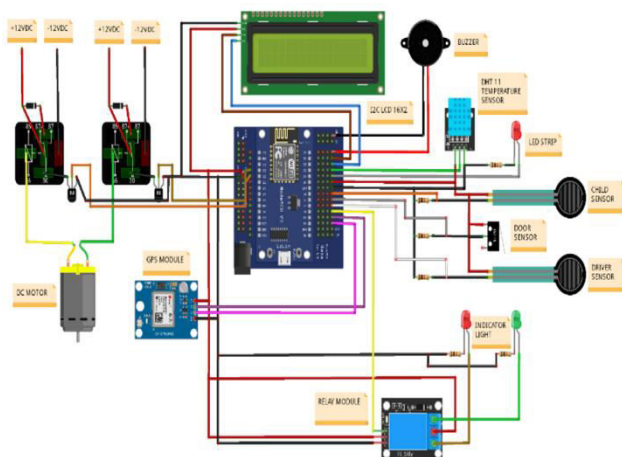 +12VDC
-12VDC
+12VDC
-12VDC
BUZZER
I2C LCD 16X2
DHT 11
TEMPERATURE
SENSOR
LED STRIP
CHILD
SENSOR
DOOR
SENSOR
DRIVER
SENSOR
GPS MODULE
DC MOTOR
INDICATOR
LIGHT
RELAY MODULE